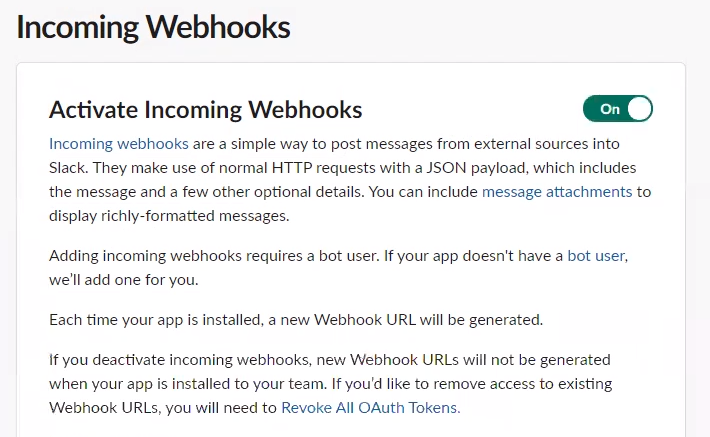 Incoming Webhooks
Activate Incoming Webhooks
On
Incoming webhooks are a simple way to post messages from external sources into
Slack. They make use of normal HTTP requests with a JSON payload, which includes
the message and a few other optional details. You can include message attachments to
display richly-formatted messages.
Adding incoming webhooks requires a bot user. If your app doesn't have a bot user,
we'll add one for you.
Each time your app is installed, a new Webhook URL will be generated.
If you deactivate incoming webhooks, new Webhook URLs will not be generated
when your app is installed to your team. If you'd like to remove access to existing
Webhook URLs, you will need to Revoke All OAuth Tokens.